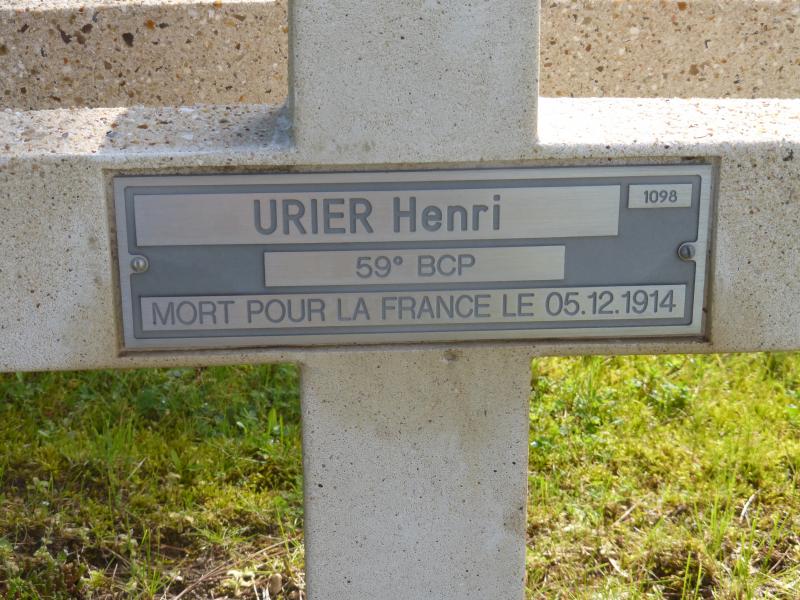 URIER Henri
1098
59° BCP
MORT POUR LA FRANCE LE 05.12.1914